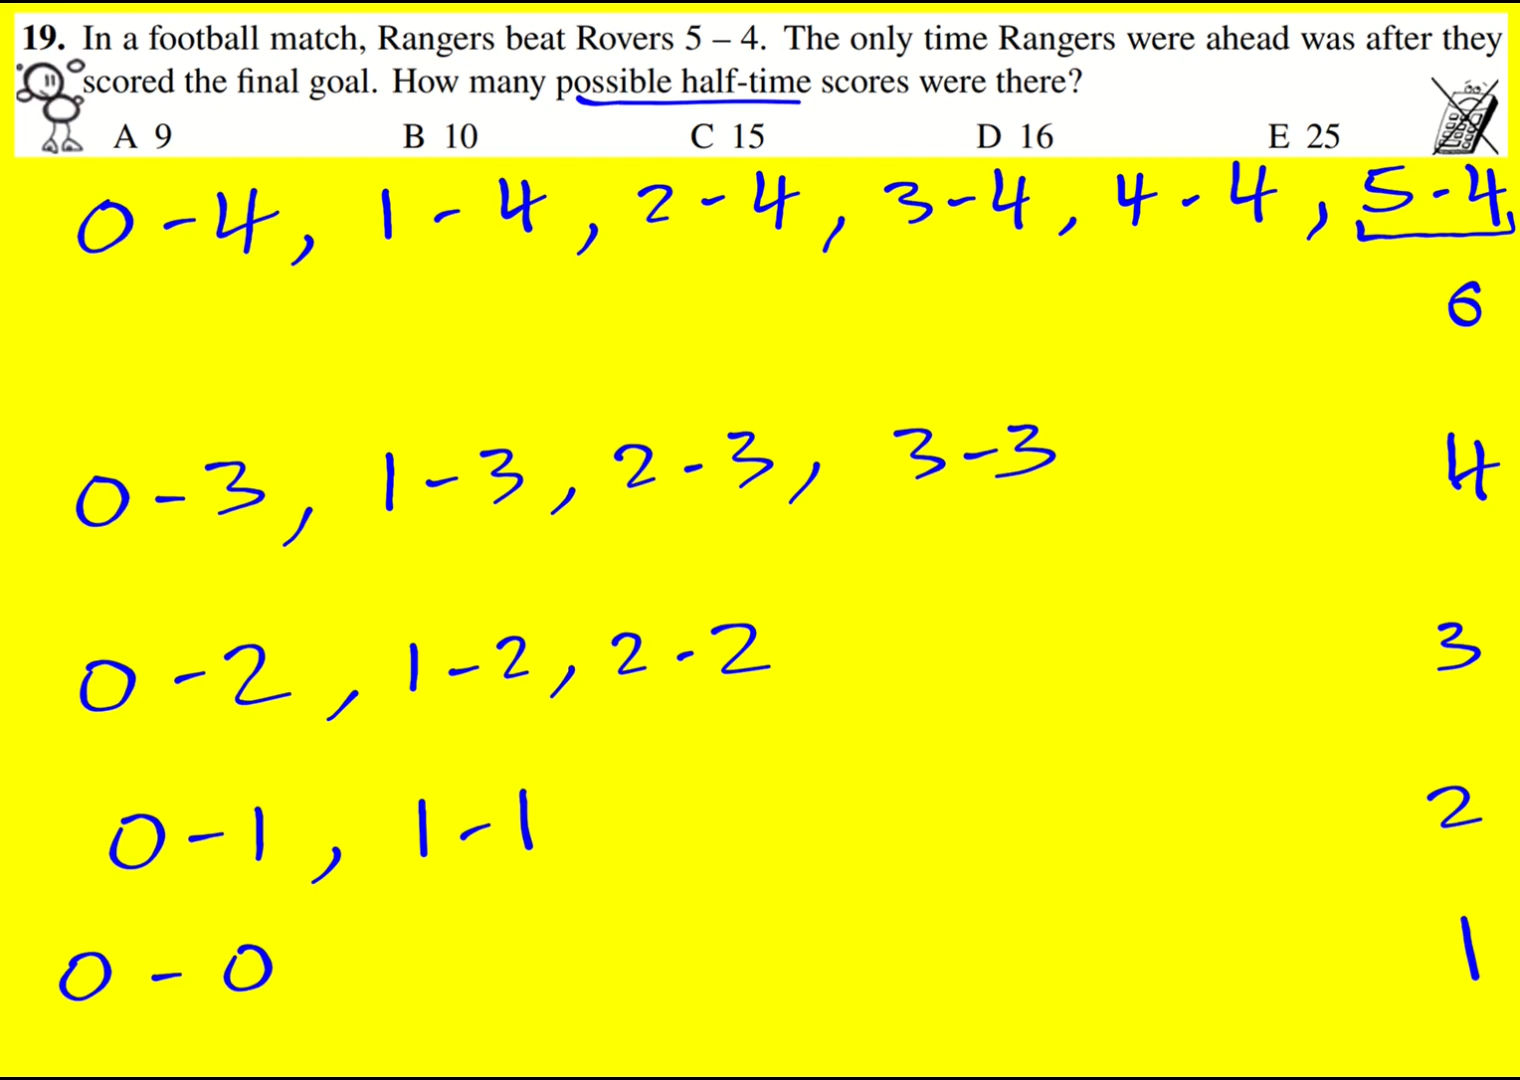 19. In a football match, Rangers beat Rovers 5 – 4. The only time Rangers were ahead was after they
scored the final goal. How many possible half-time scores were there?
A 9 B 10 C 15 D 16 E 25
0-4, 1-4, 2-4, 3-4, 4-4, 5-4,
6
0-3, 1-3, 2-3, 3-3 4
0-2, 1-2, 2-2 3
0-1, 1-1 2
0-0 1